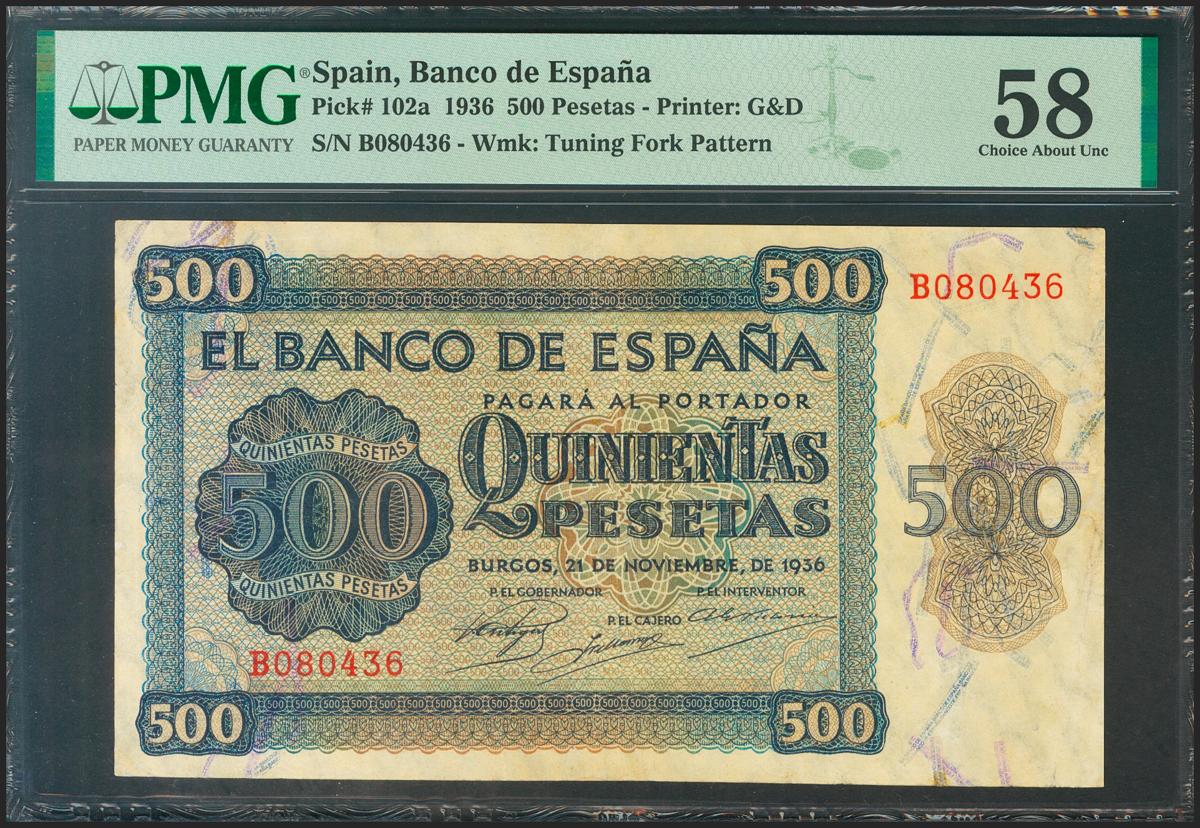 PMG®
PAPER MONEY GUARANTY
Spain, Banco de España
Pick# 102a 1936 500 Pesetas - Printer: G&D
S/N B080436 - Wmk: Tuning Fork Pattern
58
Choice About Unc
500
500
B080436
EL BANCO DE ESPAÑA
PAGARÁ AL PORTADOR
QUINIENTAS PESETAS
QUINIENTAS
500
500
PESETAS
BURGOS, 21 DE NOVIEMBRE, DE 1936
QUINIENTAS PESETAS
P. EL GOBERNADOR
P. EL INTERVENTOR
P. EL CAJERO
B080436
500
500